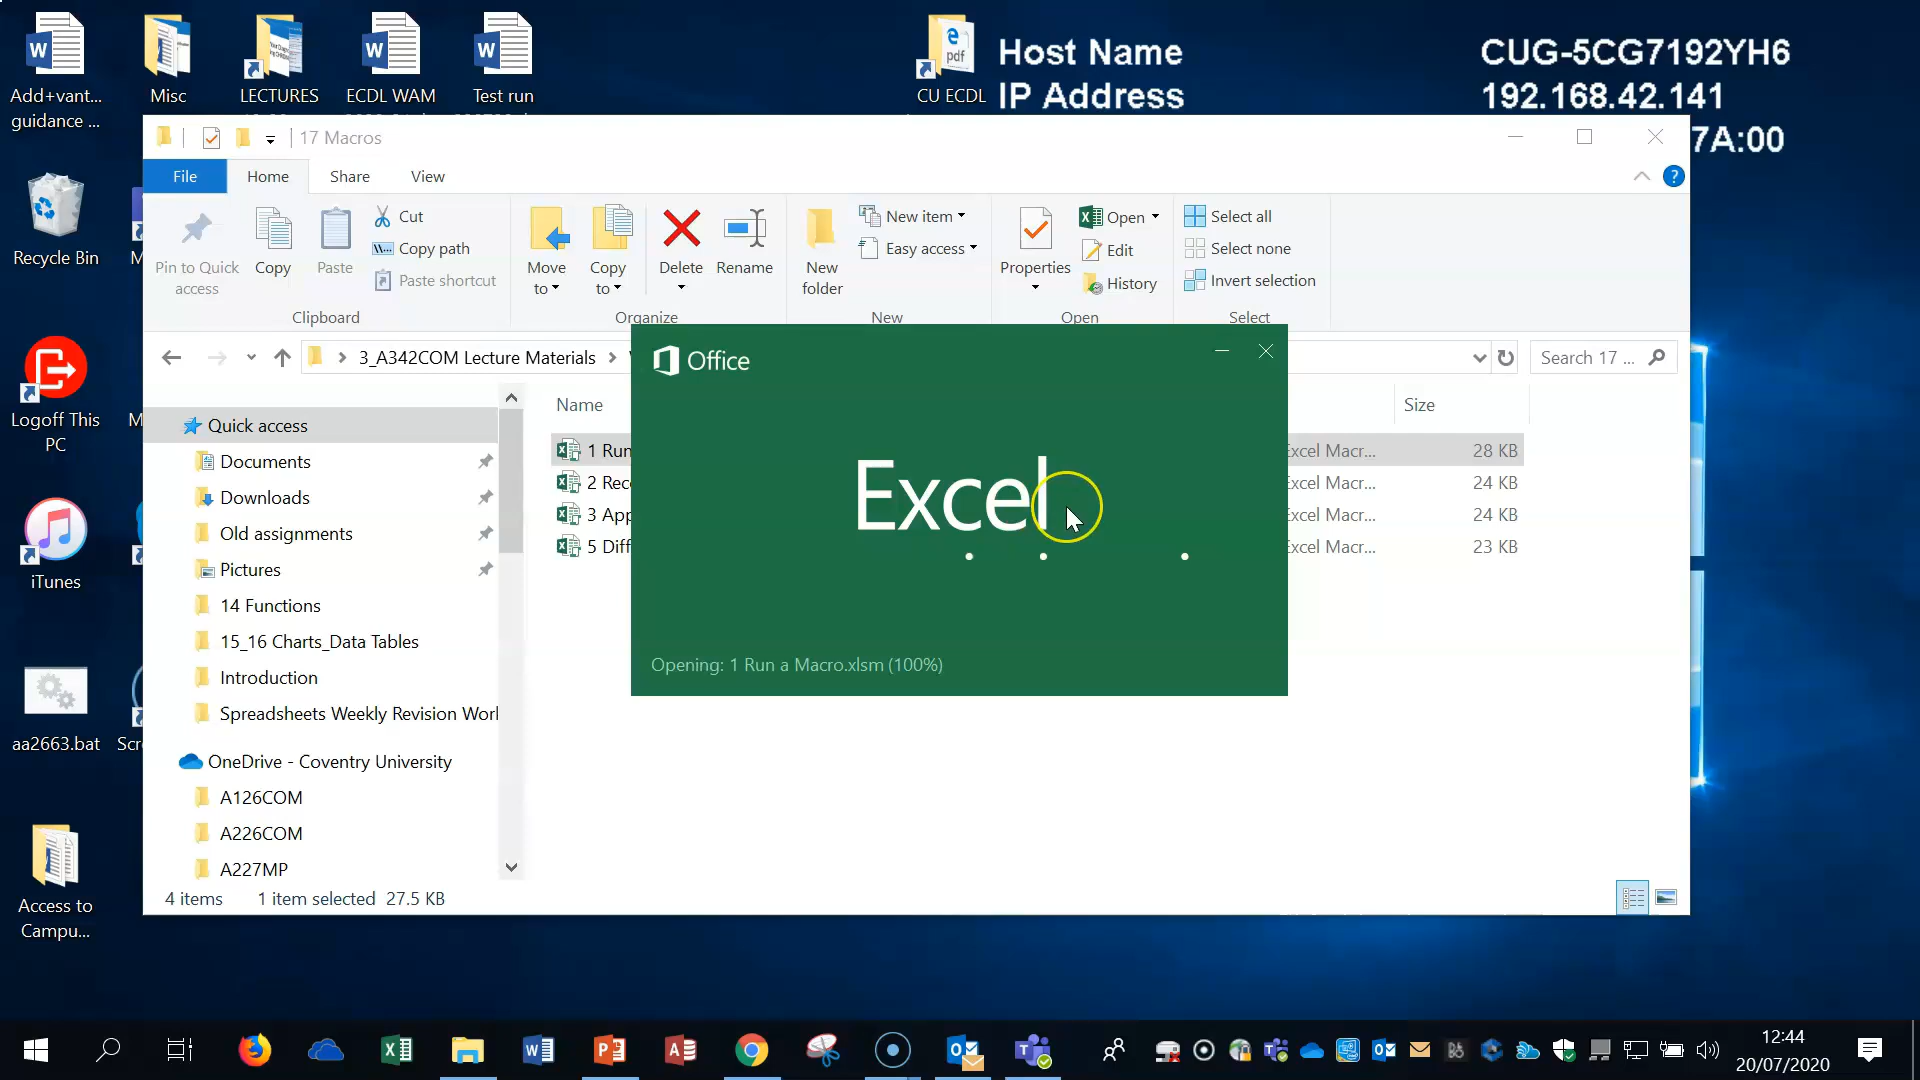 Host Name CUG-5CG7192YH6
IP Address 192.168.42.141
7A:00
Add+vant...
guidance ...
Misc
LECTURES
ECDL WAM
Test run
CU ECDL
Recycle Bin
Logoff This
PC
iTunes
aa2663.bat
Access to
Campu...
17 Macros
File Home Share View
Pin to Quick
access
Copy
Paste
Cut
Copy path
Paste shortcut
Clipboard
Move
to
Copy
to
Delete
Rename
Organize
New
folder
New item
Easy access
New
Properties
Open
Edit
History
Open
Select all
Select none
Invert selection
Select
3_A342COM Lecture Materials
Search 17 ...
Quick access
Documents
Downloads
Old assignments
Pictures
14 Functions
15_16 Charts_Data Tables
Introduction
Spreadsheets Weekly Revision Worl
OneDrive - Coventry University
A126COM
A226COM
A227MP
Name Size
1 Run Excel Macr... 28 KB
2 Rec Excel Macr... 24 KB
3 App Excel Macr... 24 KB
5 Diff Excel Macr... 23 KB
Office
Excel
Opening: 1 Run a Macro.xlsm (100%)
4 items 1 item selected 27.5 KB
12:44
20/07/2020